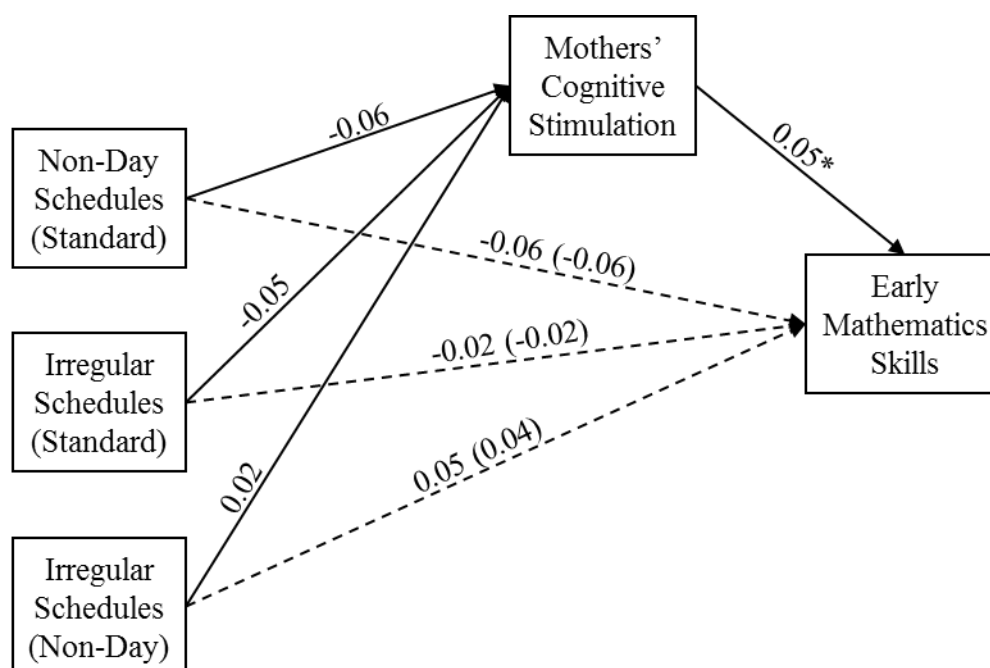 Mothers’
Cognitive
Stimulation
-0.06
0.05*
Non-Day
Schedules
(Standard)
-0.06 (-0.06)
Early
Mathematics
Skills
-0.05
-0.02 (-0.02)
Irregular
Schedules
(Standard)
0.02
0.05 (0.04)
Irregular
Schedules
(Non-Day)